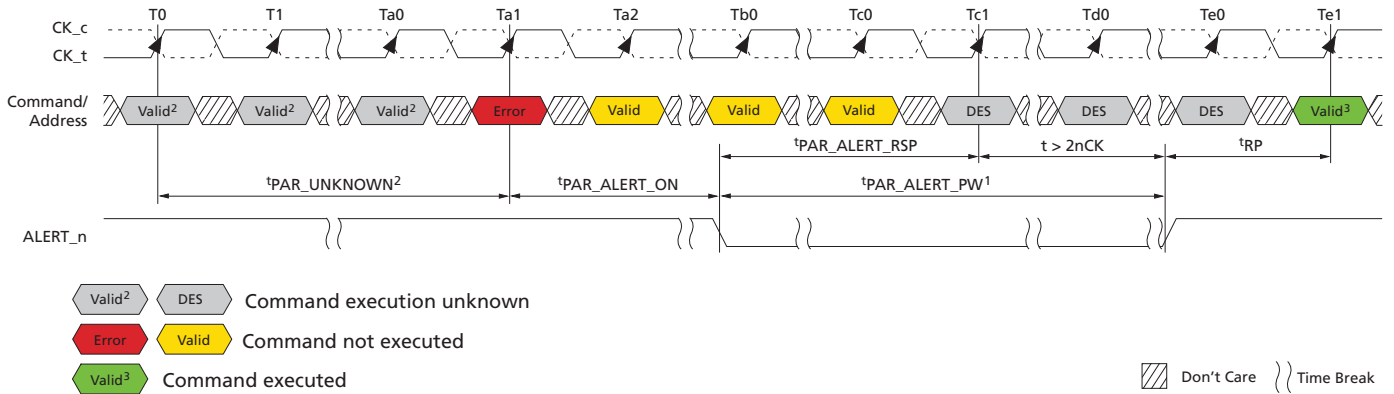 T0 T1 Ta0 Ta1 Ta2 Tb0 Tc0 Tc1 Td0 Te0 Te1
CK_c
CK_t
Command/
Address
Valid² Valid² Valid² Error Valid Valid Valid DES DES DES Valid³
tPAR_ALERT_RSP t > 2nCK tRP
tPAR_UNKNOWN² tPAR_ALERT_ON tPAR_ALERT_PW¹
ALERT_n
Valid² DES Command execution unknown
Error Valid Command not executed
Valid³ Command executed
Don't Care Time Break